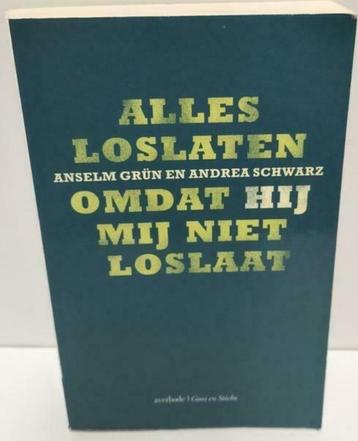 ALLES
LOSLATEN
ANSELM GRÜN EN ANDREA SCHWARZ
OMDAT HIJ
MIJ NIET
LOSLAAT
averbode | Gooi en Sticht